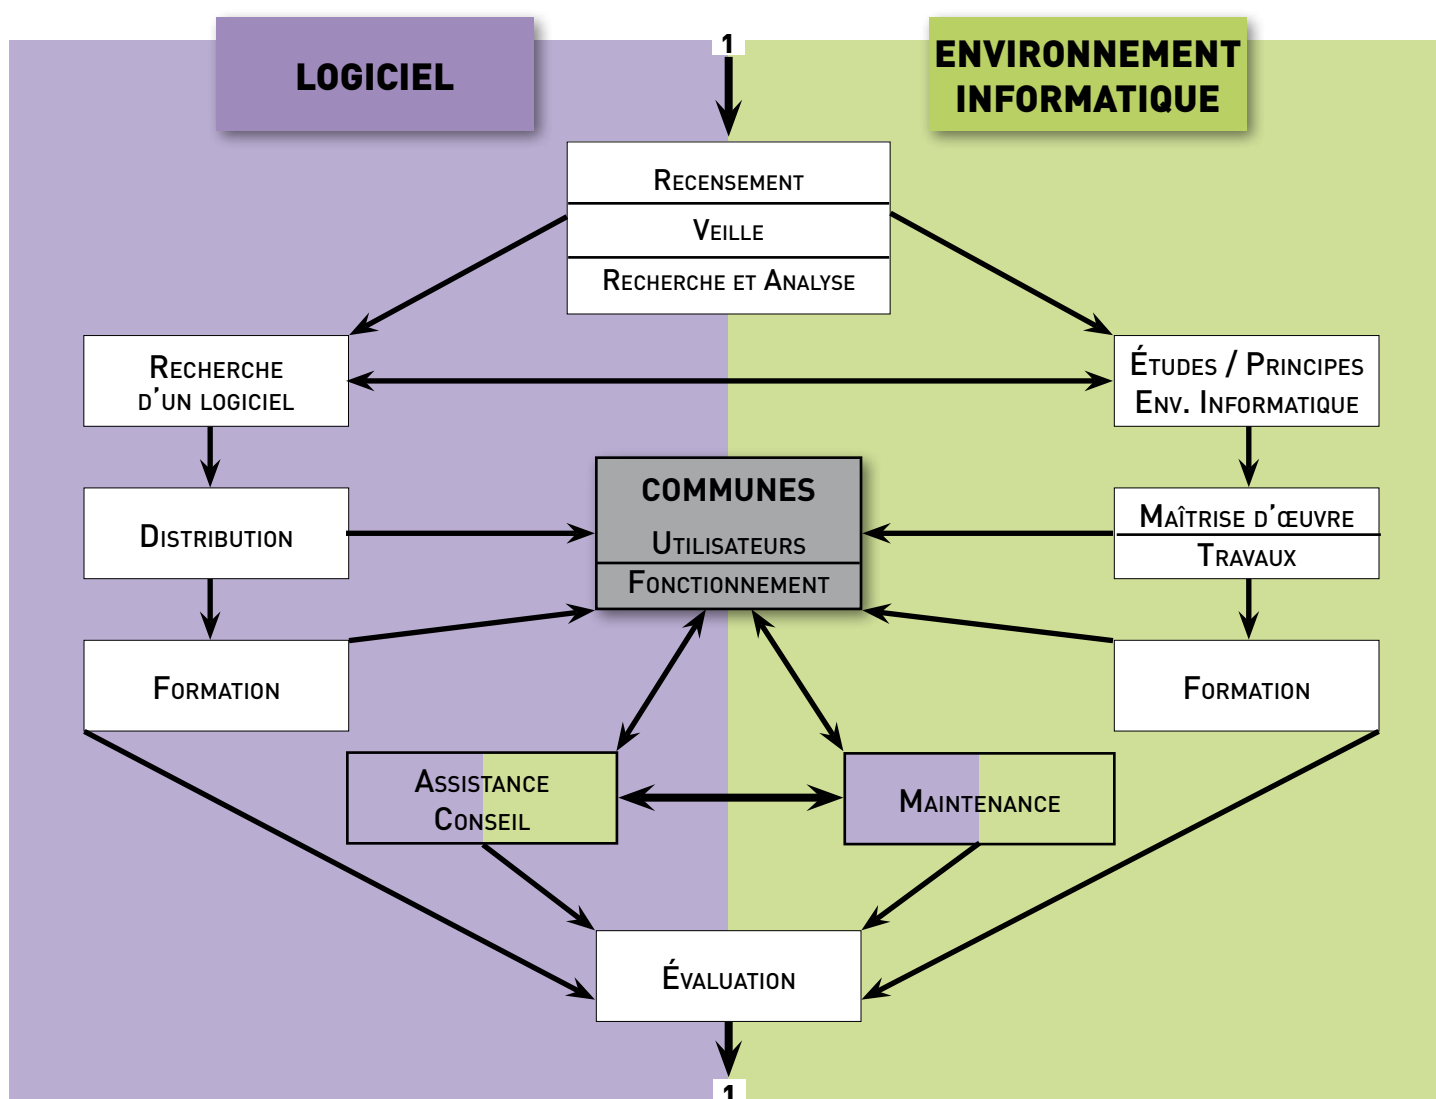 LOGICIEL
1
ENVIRONNEMENT
INFORMATIQUE
Recensement
Veille
Recherche et Analyse
Recherche
d'un logiciel
Études / Principes
Env. Informatique
COMMUNES
Utilisateurs
Fonctionnement
Distribution
Maîtrise d'œuvre
Travaux
Formation
Formation
Assistance
Conseil
Maintenance
Évaluation
1